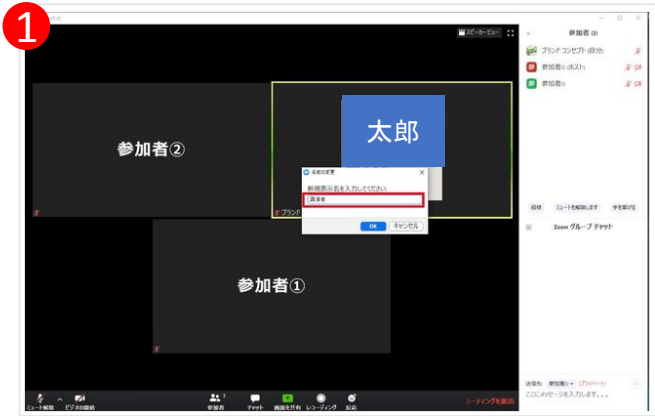 1
スピーカービュー
参加者 (3)
ブランド コンセプト (自分)
参加者① (ホスト)
参加者②
太郎
参加者②
名前の変更
新規表示名を入力してください
講演者
OK
キャンセル
ブランド
参加者①
招待
ミュートを解除します
手を挙げる
Zoom グループ チャット
送信先:
(プライベート)
ここにメッセージを入力します...
ミュート解除
ビデオの開始
参加者
チャット
画面を共有
レコーディング
反応
ミーティングを退出